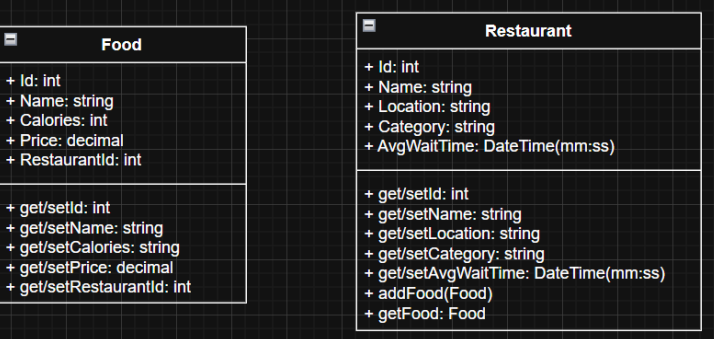 Food
+ Id: int
+ Name: string
+ Calories: int
+ Price: decimal
+ RestaurantId: int
+ get/setId: int
+ get/setName: string
+ get/setCalories: string
+ get/setPrice: decimal
+ get/setRestaurantId: int
Restaurant
+ Id: int
+ Name: string
+ Location: string
+ Category: string
+ AvgWaitTime: DateTime(mm:ss)
+ get/setId: int
+ get/setName: string
+ get/setLocation: string
+ get/setCategory: string
+ get/setAvgWaitTime: DateTime(mm:ss)
+ addFood(Food)
+ getFood: Food